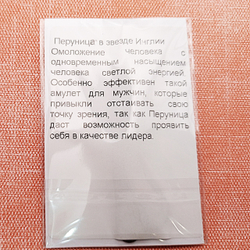 Перуница в звезде Инглии
Омоложение человека с
одновременным насыщением
человека светлой энергией.
Особенно эффективен такой
амулет для мужчин, которые
привыкли отстаивать свою
точку зрения, так как Перуница
даст возможность проявить
себя в качестве лидера.